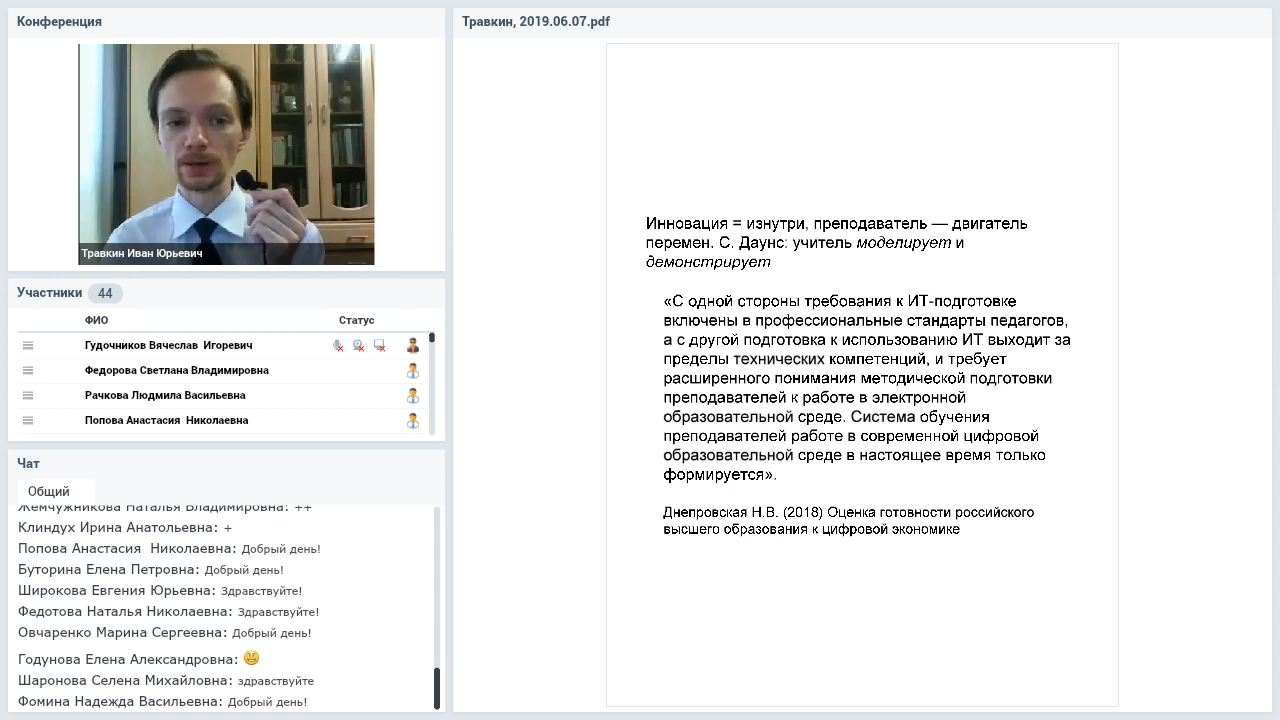 Конференция
Травкин Иван Юрьевич
Участники 44
ФИО Статус
Гудочников Вячеслав Игоревич
Федорова Светлана Владимировна
Рачкова Людмила Васильевна
Попова Анастасия Николаевна
Чат
Общий
Жемчужникова Наталья Владимировна: ++
Клиндух Ирина Анатольевна: +
Попова Анастасия Николаевна: Добрый день!
Буторина Елена Петровна: Добрый день!
Широкова Евгения Юрьевна: Здравствуйте!
Федотова Наталья Николаевна: Здравствуйте!
Овчаренко Марина Сергеевна: Добрый день!
Годунова Елена Александровна:
Шаронова Селена Михайловна: здравствуйте
Фомина Надежда Васильевна: Добрый день!
Травкин, 2019.06.07.pdf
Инновация = изнутри, преподаватель — двигатель
перемен. С. Даунс: учитель моделирует и
демонстрирует
«С одной стороны требования к ИТ-подготовке
включены в профессиональные стандарты педагогов,
а с другой подготовка к использованию ИТ выходит за
пределы технических компетенций, и требует
расширенного понимания методической подготовки
преподавателей к работе в электронной
образовательной среде. Система обучения
преподавателей работе в современной цифровой
образовательной среде в настоящее время только
формируется».
Днепровская Н.В. (2018) Оценка готовности российского
высшего образования к цифровой экономике